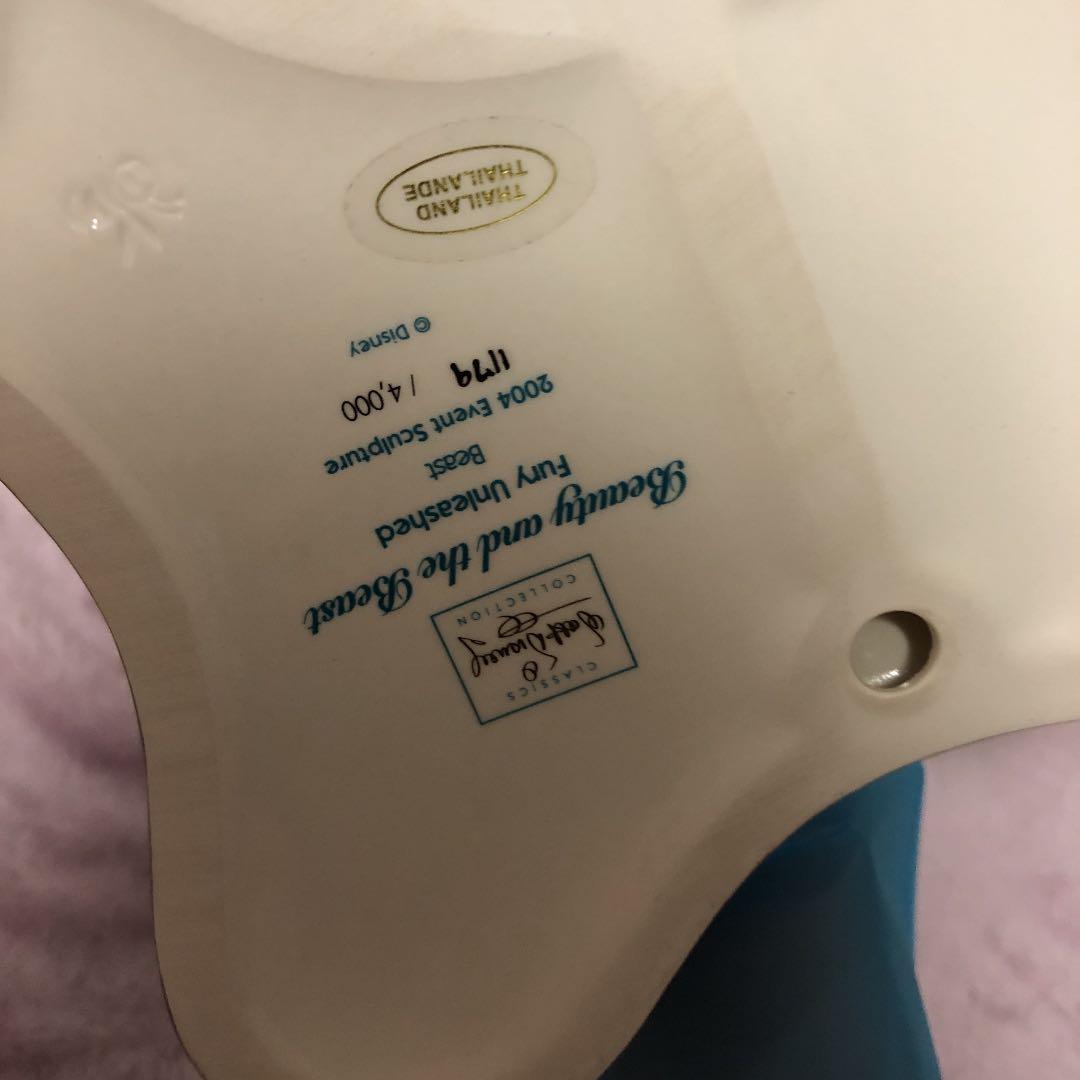 CLASSICS
Walt Disney
COLLECTION
Beauty and the Beast
Fury Unleashed
Beast
2004 Event Sculpture
1179 / 4,000
© Disney
THAILAND
THAILANDE